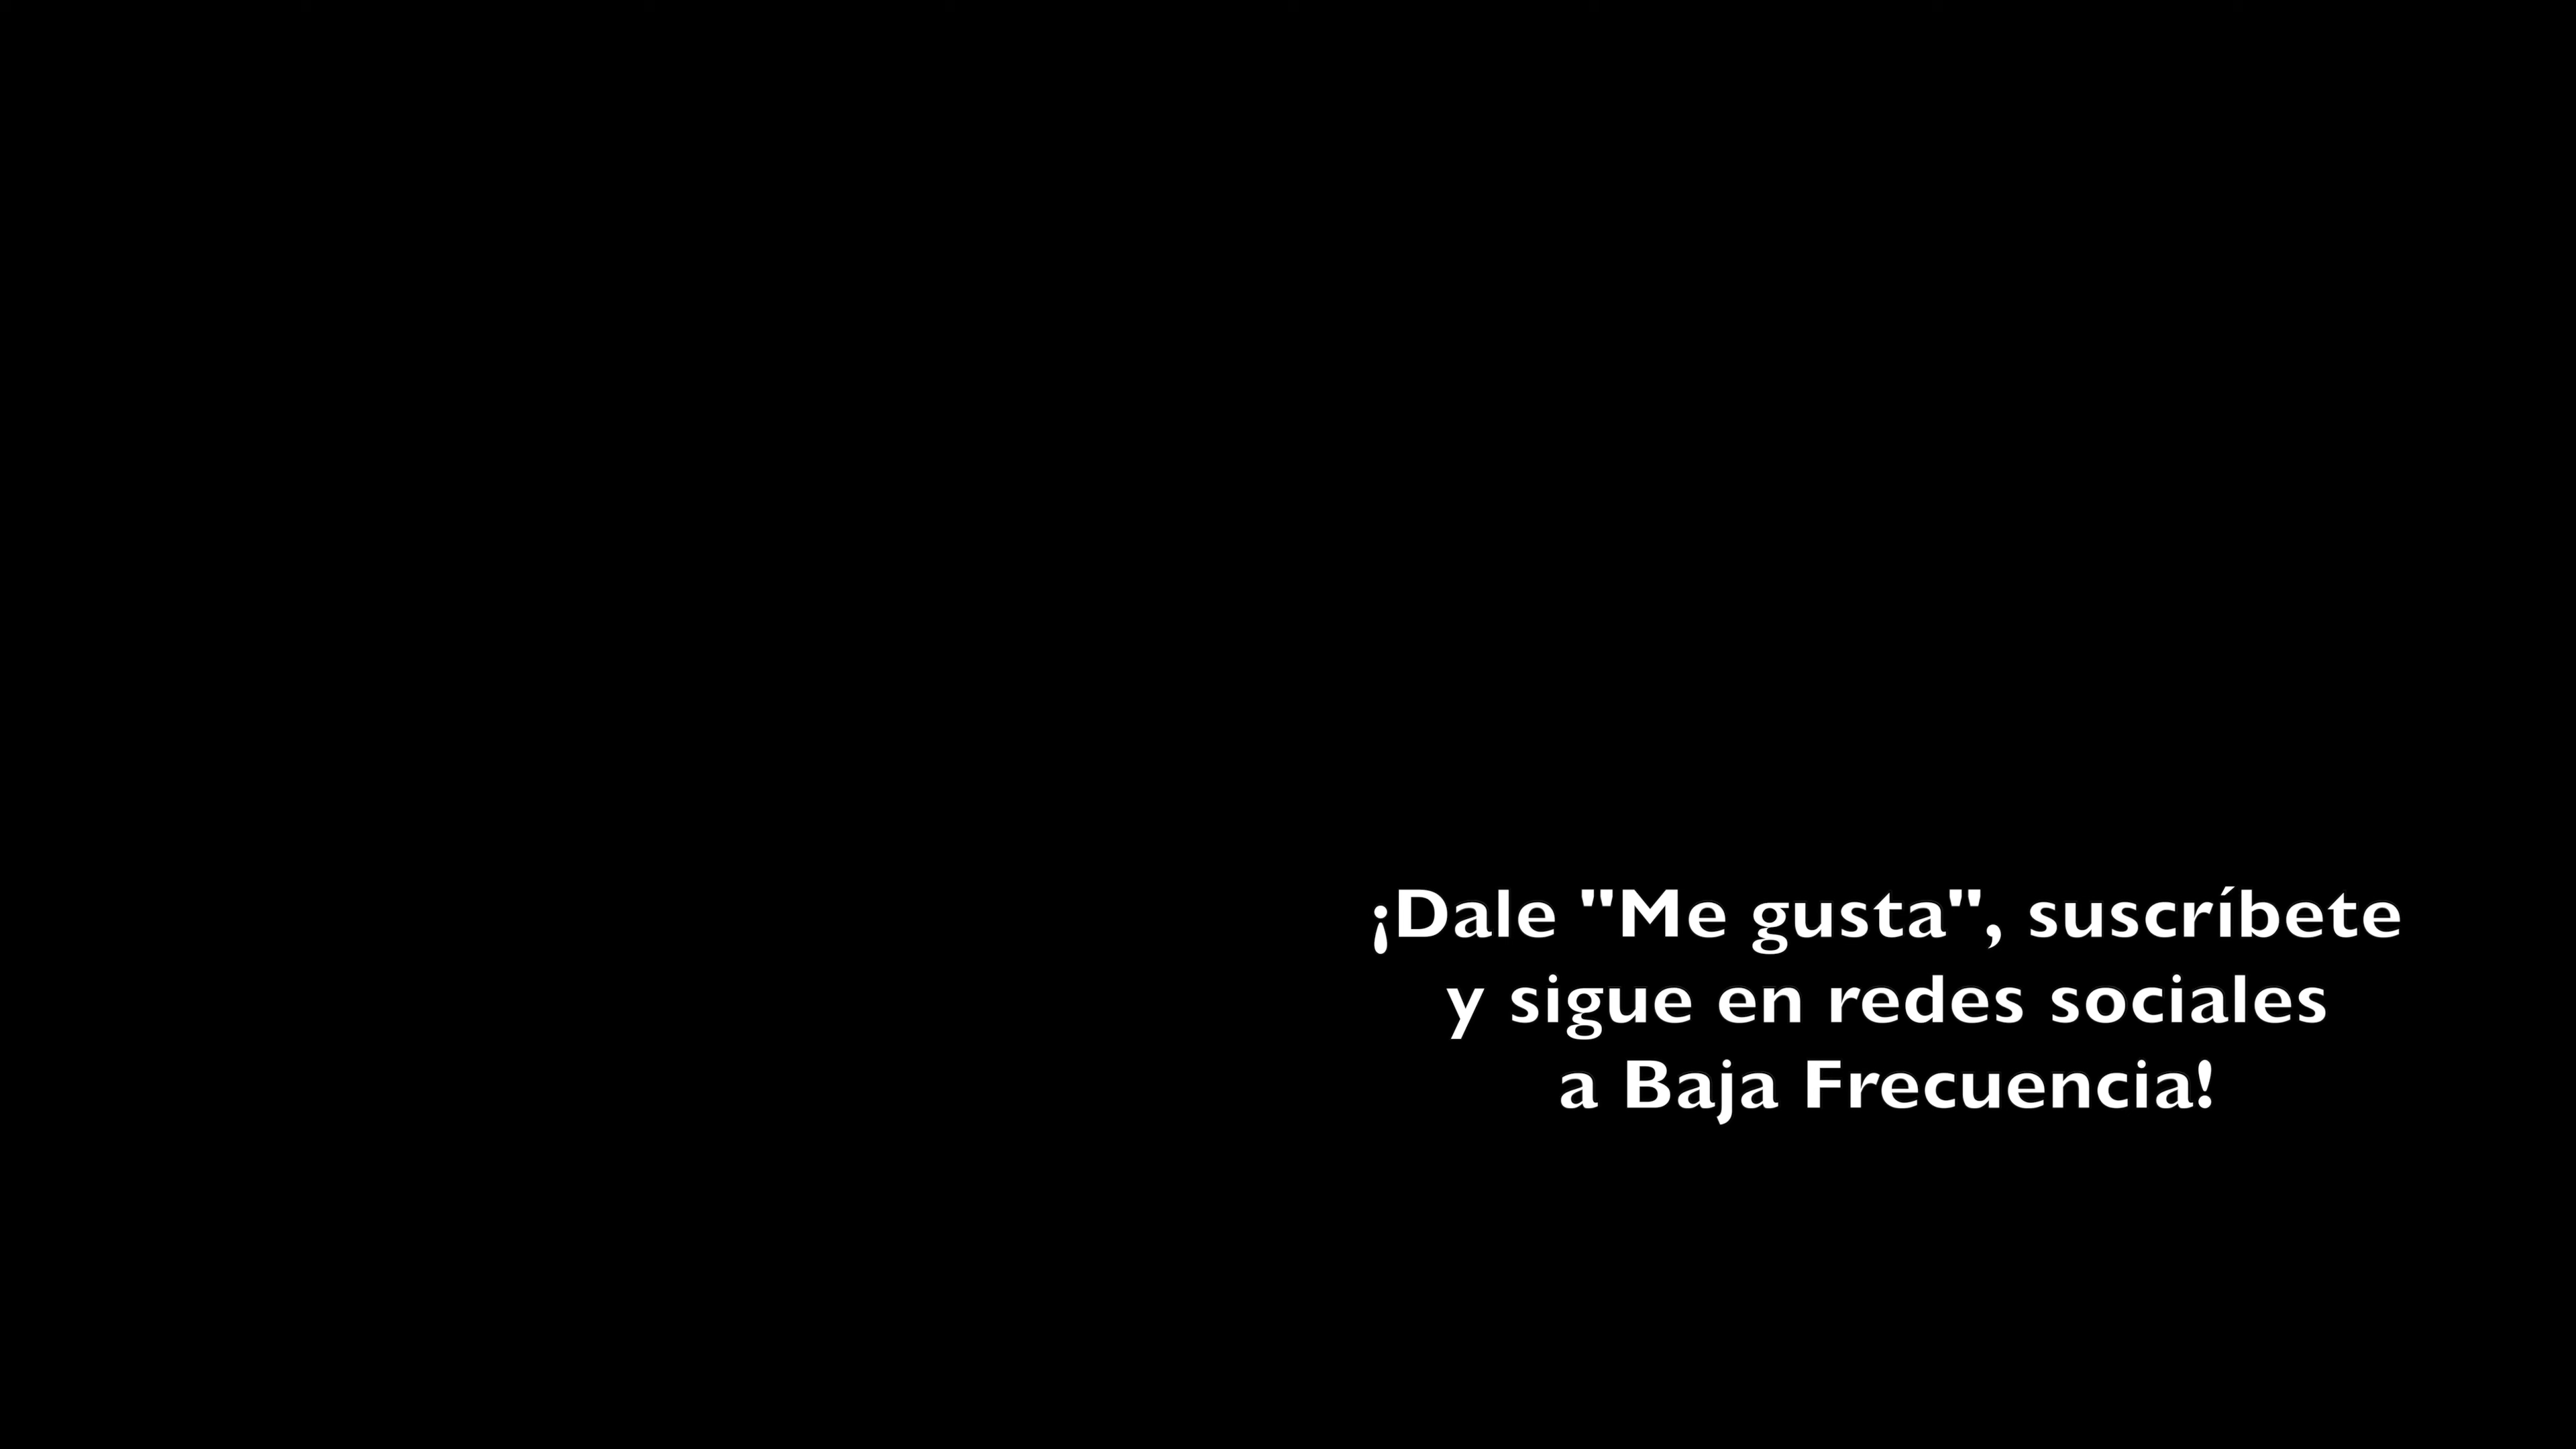 ¡Dale "Me gusta", suscríbete
y sigue en redes sociales
a Baja Frecuencia!